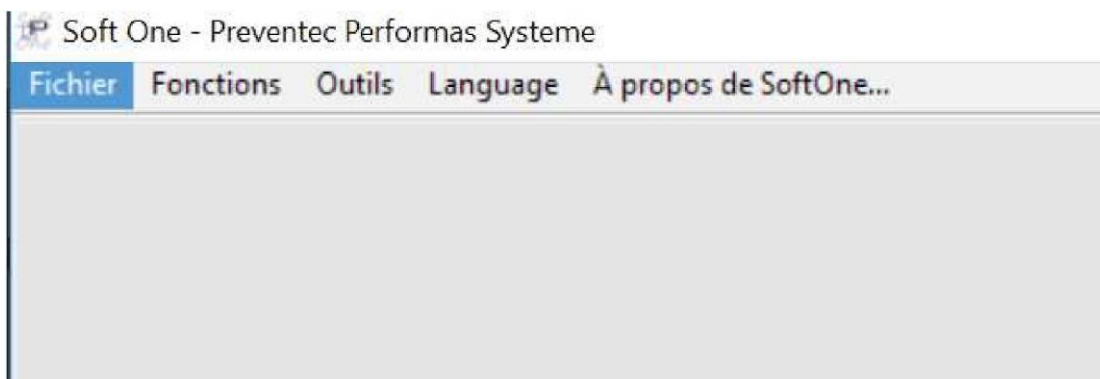 Soft One - Preventec Performas Systeme
Fichier Fonctions Outils Language À propos de SoftOne...